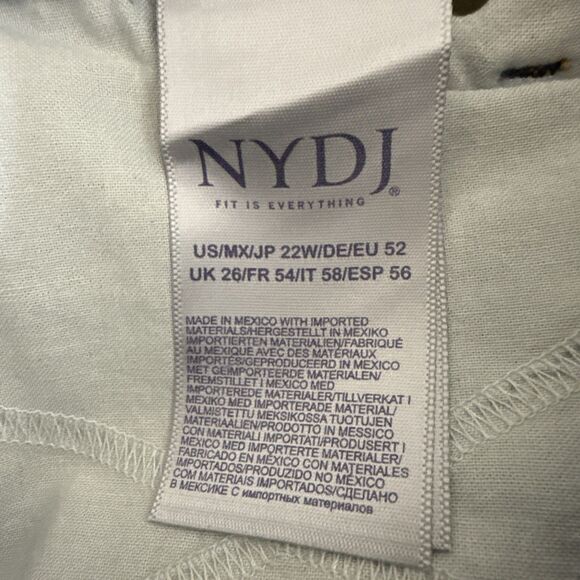 NYDJ®
FIT IS EVERYTHING
US/MX/JP 22W/DE/EU 52
UK 26/FR 54/IT 58/ESP 56
MADE IN MEXICO WITH IMPORTED
MATERIALS/HERGESTELLT IN MEXIKO
IMPORTIERTEN MATERIALIEN/FABRIQUÉ
AU MEXIQUE AVEC DES MATÉRIAUX
IMPORTÉS/GEPRODUCEERD IN MEXICO
MET GEÏMPORTEERDE MATERIALEN/
FREMSTILLET I MEXICO MED
IMPORTEREDE MATERIALER/TILLVERKAT I
MEXIKO MED IMPORTERADE MATERIAL/
VALMISTETTU MEKSIKOSSA TUOTUJEN
MATERIAALIEN/PRODOTTO IN MESSICO
CON MATERIALI IMPORTATI/PRODUSERT I
MEXICO MED IMPORTERTE MATERIALER/
FABRICADO EN MÉXICO CON MATERIALES
IMPORTADOS/PRODUZIDO NO MÉXICO
COM MATERIAIS IMPORTADOS/СДЕЛАНО
В МЕКСИКЕ С импортных материалов